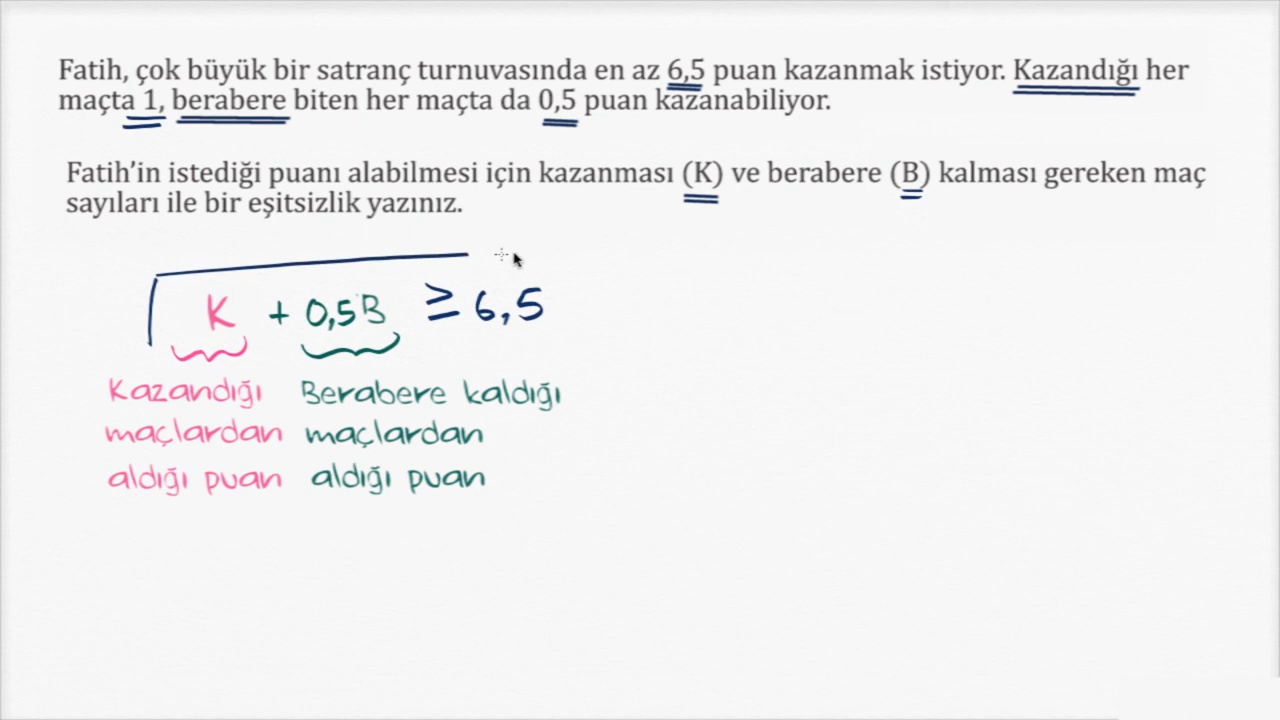 Fatih, çok büyük bir satranç turnuvasında en az 6,5 puan kazanmak istiyor. Kazandığı her
maçta 1, berabere biten her maçta da 0,5 puan kazanabiliyor.
Fatih'in istediği puanı alabilmesi için kazanması (K) ve berabere (B) kalması gereken maç
sayıları ile bir eşitsizlik yazınız.
K + 0,5B ≥ 6,5
Kazandığı Berabere kaldığı
maçlardan maçlardan
aldığı puan aldığı puan